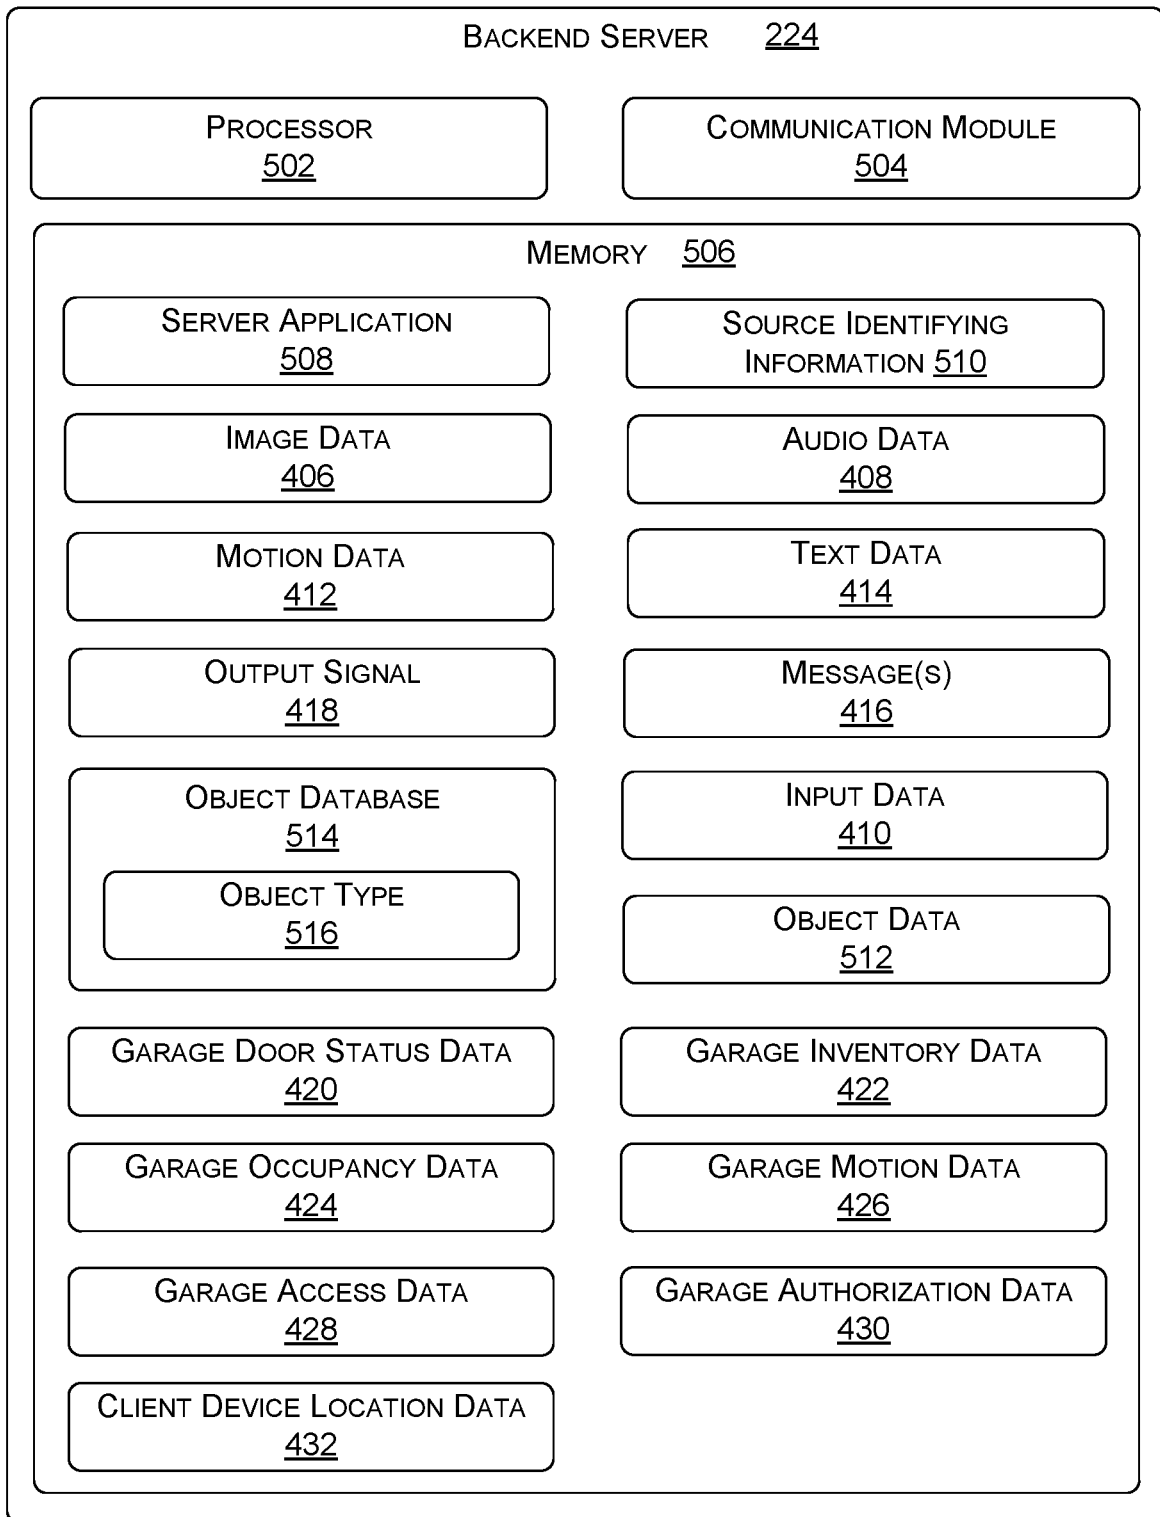 BACKEND SERVER 224
PROCESSOR
502
COMMUNICATION MODULE
504
MEMORY 506
SERVER APPLICATION
508
SOURCE IDENTIFYING
INFORMATION 510
IMAGE DATA
406
AUDIO DATA
408
MOTION DATA
412
TEXT DATA
414
OUTPUT SIGNAL
418
MESSAGE(S)
416
OBJECT DATABASE
514
OBJECT TYPE
516
INPUT DATA
410
OBJECT DATA
512
GARAGE DOOR STATUS DATA
420
GARAGE INVENTORY DATA
422
GARAGE OCCUPANCY DATA
424
GARAGE MOTION DATA
426
GARAGE ACCESS DATA
428
GARAGE AUTHORIZATION DATA
430
CLIENT DEVICE LOCATION DATA
432